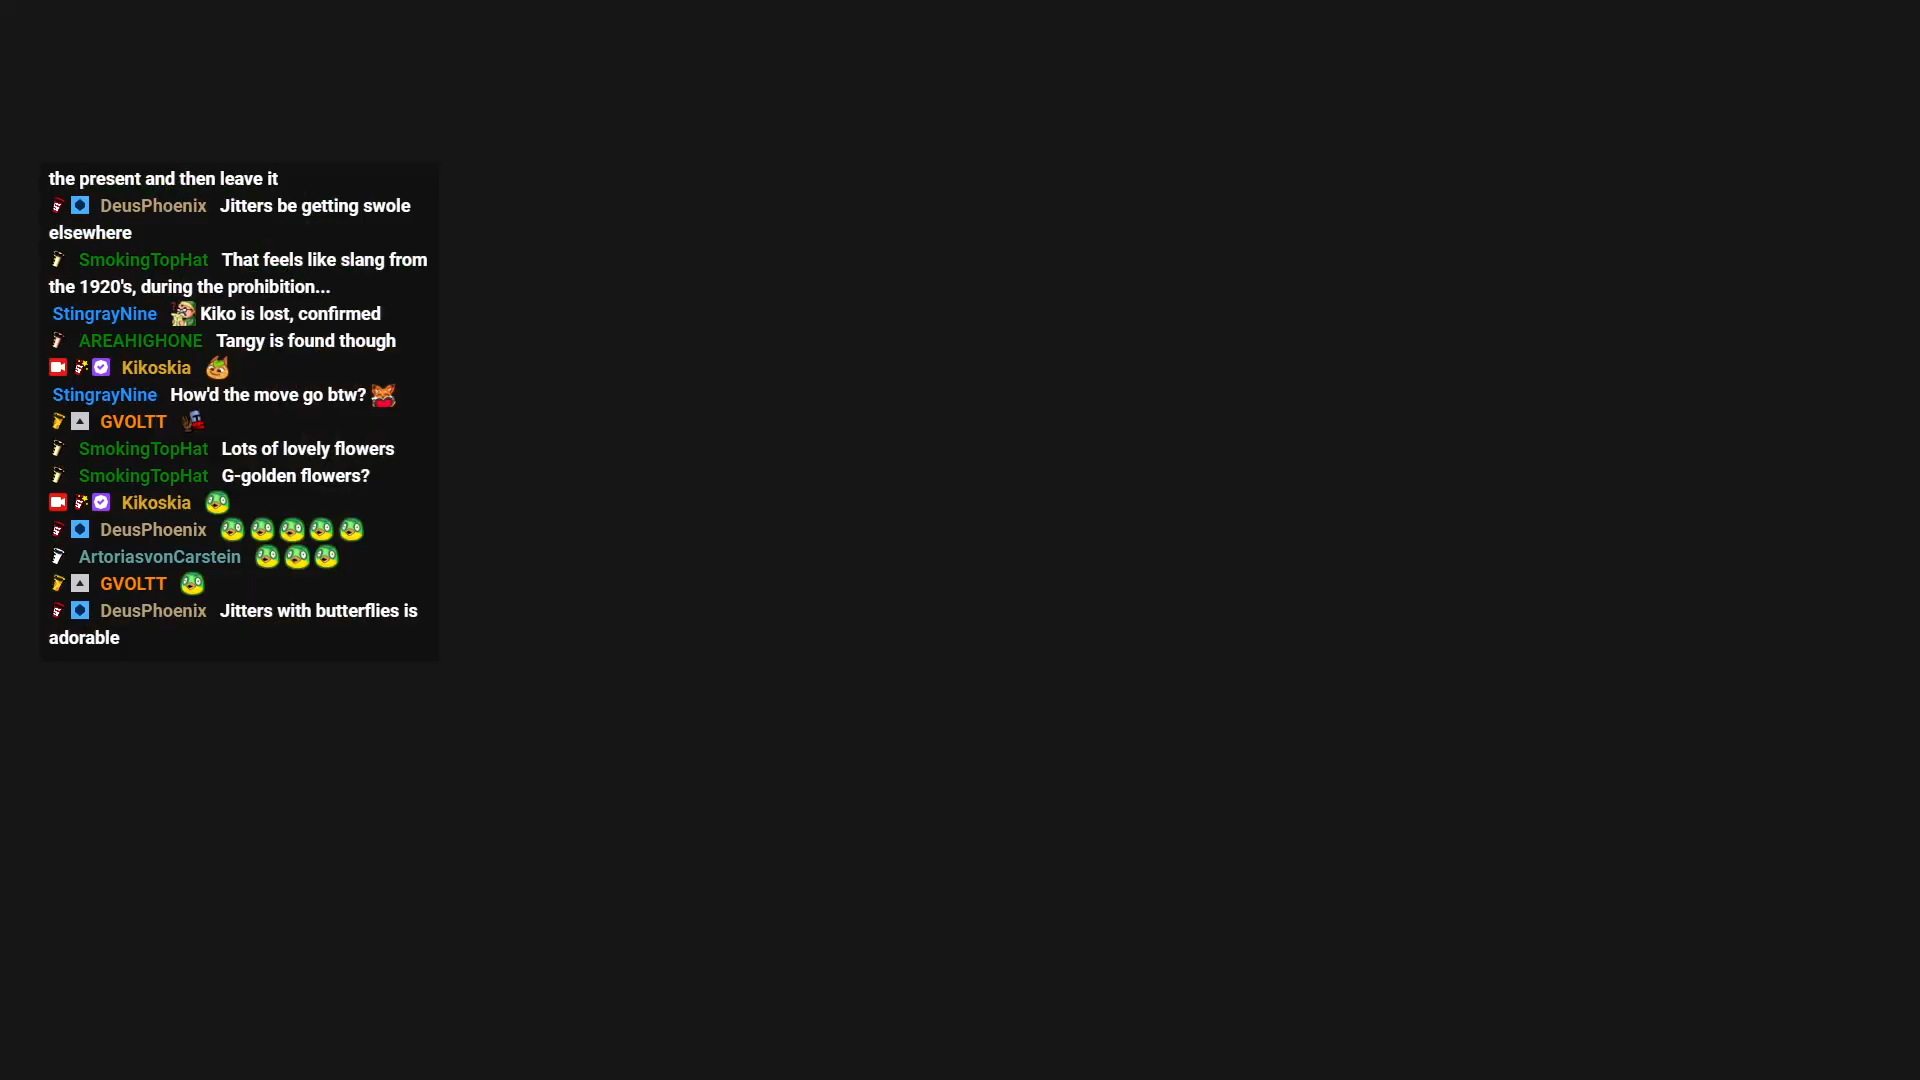 the present and then leave it
DeusPhoenix Jitters be getting swole
elsewhere
SmokingTopHat That feels like slang from
the 1920's, during the prohibition...
StingrayNine Kiko is lost, confirmed
AREAHIGHONE Tangy is found though
Kikoskia
StingrayNine How'd the move go btw?
GVOLTT
SmokingTopHat Lots of lovely flowers
SmokingTopHat G-golden flowers?
Kikoskia
DeusPhoenix
ArtoriasvonCarstein
GVOLTT
DeusPhoenix Jitters with butterflies is
adorable